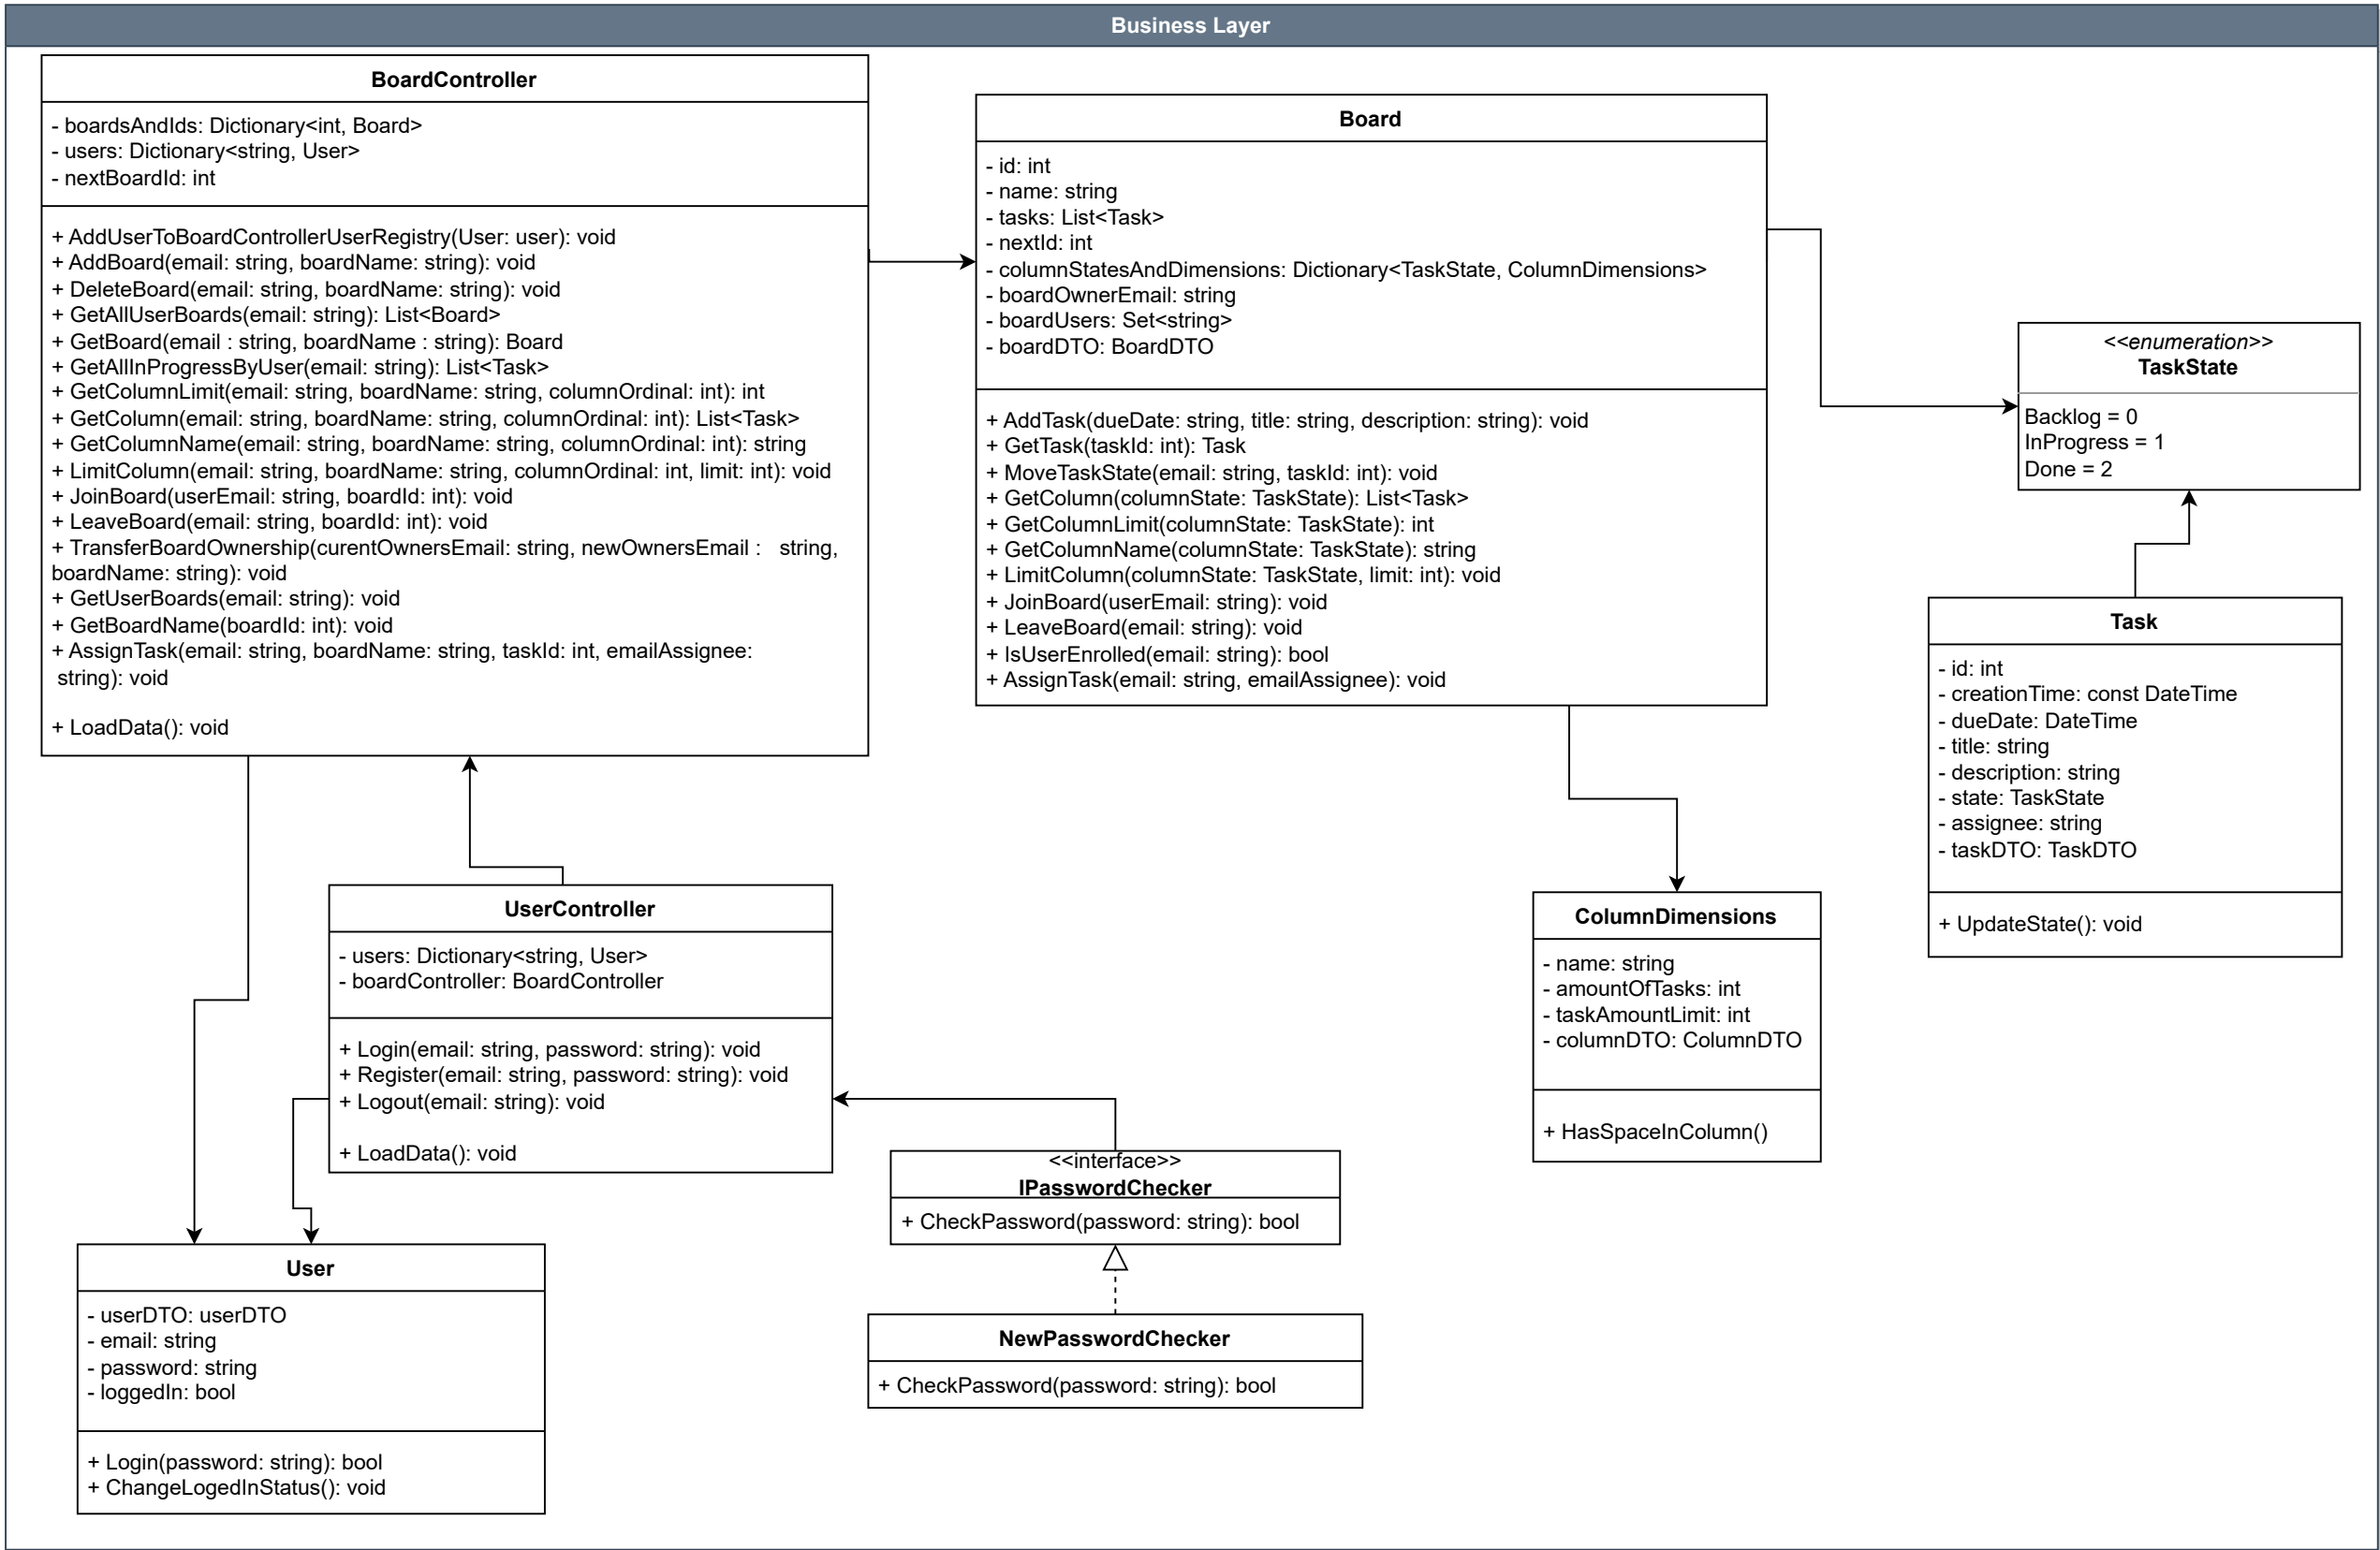 Business Layer
BoardController
- boardsAndIds: Dictionary<int, Board>
- users: Dictionary<string, User>
- nextBoardId: int
+ AddUserToBoardControllerUserRegistry(User: user): void
+ AddBoard(email: string, boardName: string): void
+ DeleteBoard(email: string, boardName: string): void
+ GetAllUserBoards(email: string): List<Board>
+ GetBoard(email : string, boardName : string): Board
+ GetAllInProgressByUser(email: string): List<Task>
+ GetColumnLimit(email: string, boardName: string, columnOrdinal: int): int
+ GetColumn(email: string, boardName: string, columnOrdinal: int): List<Task>
+ GetColumnName(email: string, boardName: string, columnOrdinal: int): string
+ LimitColumn(email: string, boardName: string, columnOrdinal: int, limit: int): void
+ JoinBoard(userEmail: string, boardId: int): void
+ LeaveBoard(email: string, boardId: int): void
+ TransferBoardOwnership(curentOwnersEmail: string, newOwnersEmail : string,
boardName: string): void
+ GetUserBoards(email: string): void
+ GetBoardName(boardId: int): void
+ AssignTask(email: string, boardName: string, taskId: int, emailAssignee:
string): void
+ LoadData(): void
Board
- id: int
- name: string
- tasks: List<Task>
- nextId: int
- columnStatesAndDimensions: Dictionary<TaskState, ColumnDimensions>
- boardOwnerEmail: string
- boardUsers: Set<string>
- boardDTO: BoardDTO
+ AddTask(dueDate: string, title: string, description: string): void
+ GetTask(taskId: int): Task
+ MoveTaskState(email: string, taskId: int): void
+ GetColumn(columnState: TaskState): List<Task>
+ GetColumnLimit(columnState: TaskState): int
+ GetColumnName(columnState: TaskState): string
+ LimitColumn(columnState: TaskState, limit: int): void
+ JoinBoard(userEmail: string): void
+ LeaveBoard(email: string): void
+ IsUserEnrolled(email: string): bool
+ AssignTask(email: string, emailAssignee): void
<<enumeration>>
TaskState
Backlog = 0
InProgress = 1
Done = 2
Task
- id: int
- creationTime: const DateTime
- dueDate: DateTime
- title: string
- description: string
- state: TaskState
- assignee: string
- taskDTO: TaskDTO
+ UpdateState(): void
UserController
- users: Dictionary<string, User>
- boardController: BoardController
+ Login(email: string, password: string): void
+ Register(email: string, password: string): void
+ Logout(email: string): void
+ LoadData(): void
ColumnDimensions
- name: string
- amountOfTasks: int
- taskAmountLimit: int
- columnDTO: ColumnDTO
+ HasSpaceInColumn()
<<interface>>
IPasswordChecker
+ CheckPassword(password: string): bool
NewPasswordChecker
+ CheckPassword(password: string): bool
User
- userDTO: userDTO
- email: string
- password: string
- loggedIn: bool
+ Login(password: string): bool
+ ChangeLogedInStatus(): void